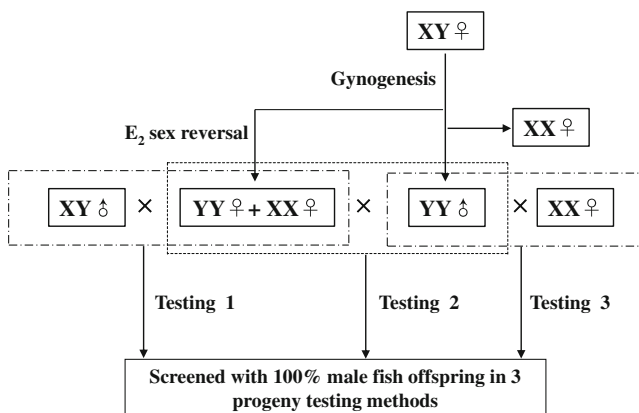 XY♀
Gynogenesis
XX♀
E₂ sex reversal
XY♂ × YY♀+XX♀ × YY♂ × XX♀
Testing 1 Testing 2 Testing 3
Screened with 100% male fish offspring in 3
progeny testing methods